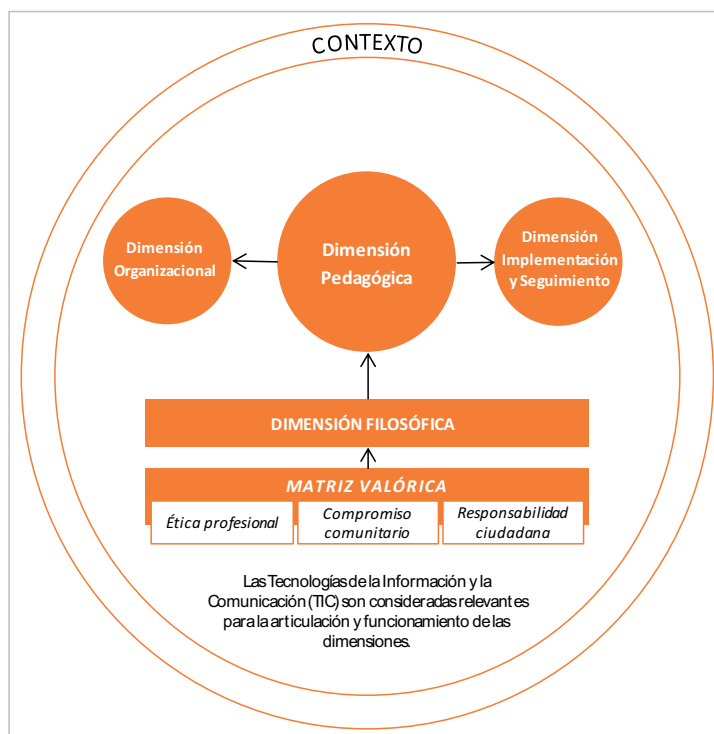 CONTEXTO
Dimensión
Organizacional
Dimensión
Pedagógica
Dimensión
Implementación
y Seguimiento
DIMENSIÓN FILOSÓFICA
MATRIZ VALÓRICA
Ética profesional
Compromiso
comunitario
Responsabilidad
ciudadana
Las Tecnologías de la Información y la
Comunicación (TIC) son consideradas relevantes
para la articulación y funcionamiento de las
dimensiones.